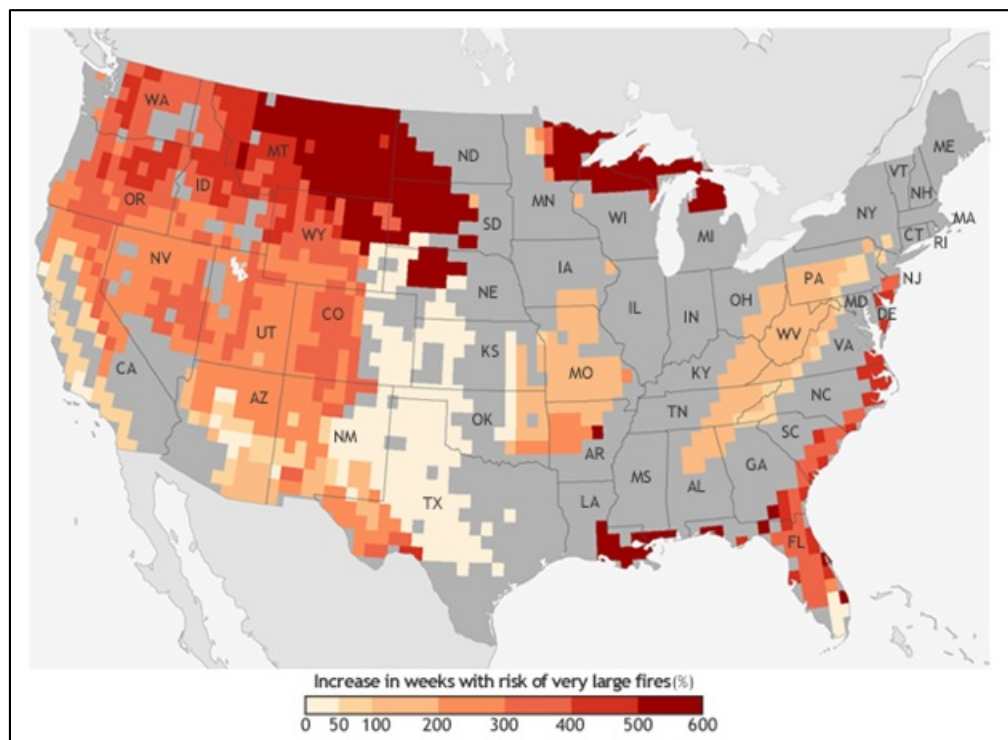 WA
MT
ND
ME
VT
NH
OR
ID
SD
MN
WI
MI
NY
MA
CT
RI
WY
NV
IA
NE
PA
NJ
IL
IN
OH
MD
DE
UT
CO
CA
KS
MO
WV
VA
KY
AZ
NM
OK
TN
NC
AR
SC
MS
AL
GA
TX
LA
FL
Increase in weeks with risk of very large fires(%)
0 50 100 200 300 400 500 600